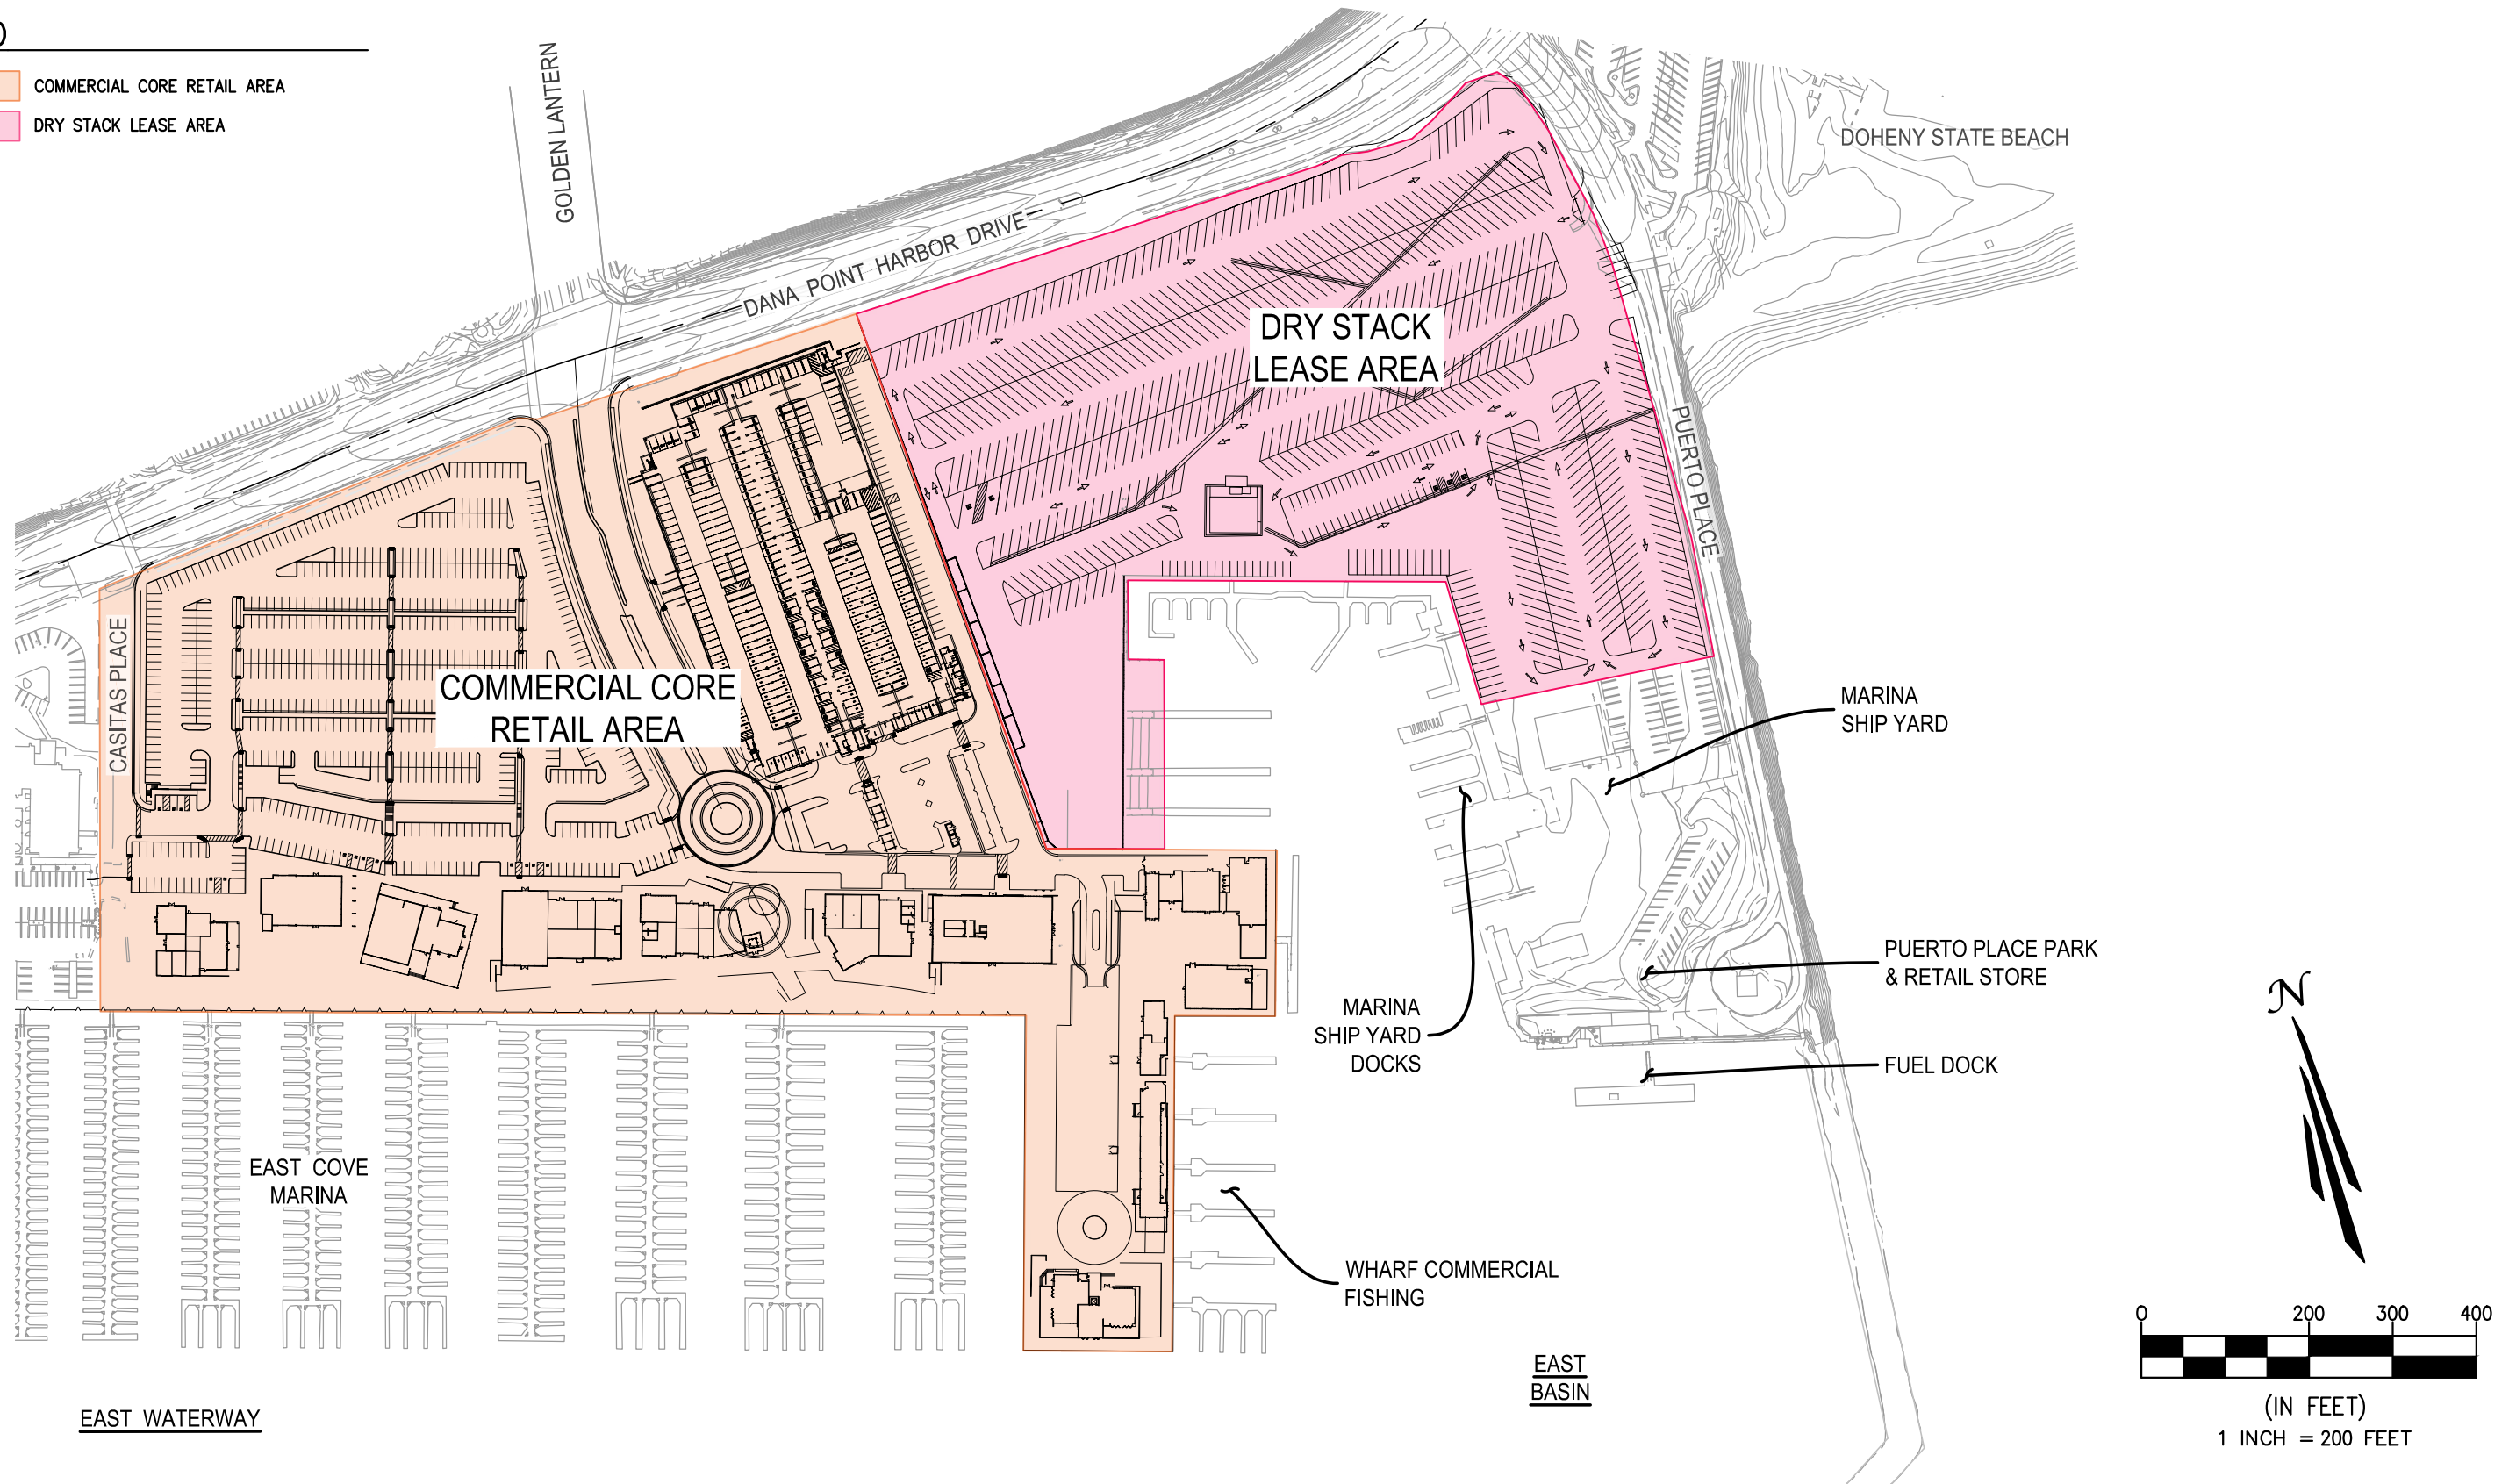 COMMERCIAL CORE RETAIL AREA
DRY STACK LEASE AREA
GOLDEN LANTERN
DANA POINT HARBOR DRIVE
DOHENY STATE BEACH
DRY STACK
LEASE AREA
PUERTO PLACE
CASITAS PLACE
COMMERCIAL CORE
RETAIL AREA
MARINA
SHIP YARD
PUERTO PLACE PARK
& RETAIL STORE
MARINA
SHIP YARD
DOCKS
FUEL DOCK
EAST COVE
MARINA
WHARF COMMERCIAL
FISHING
EAST
BASIN
EAST WATERWAY
N
0 200 300 400
(IN FEET)
1 INCH = 200 FEET